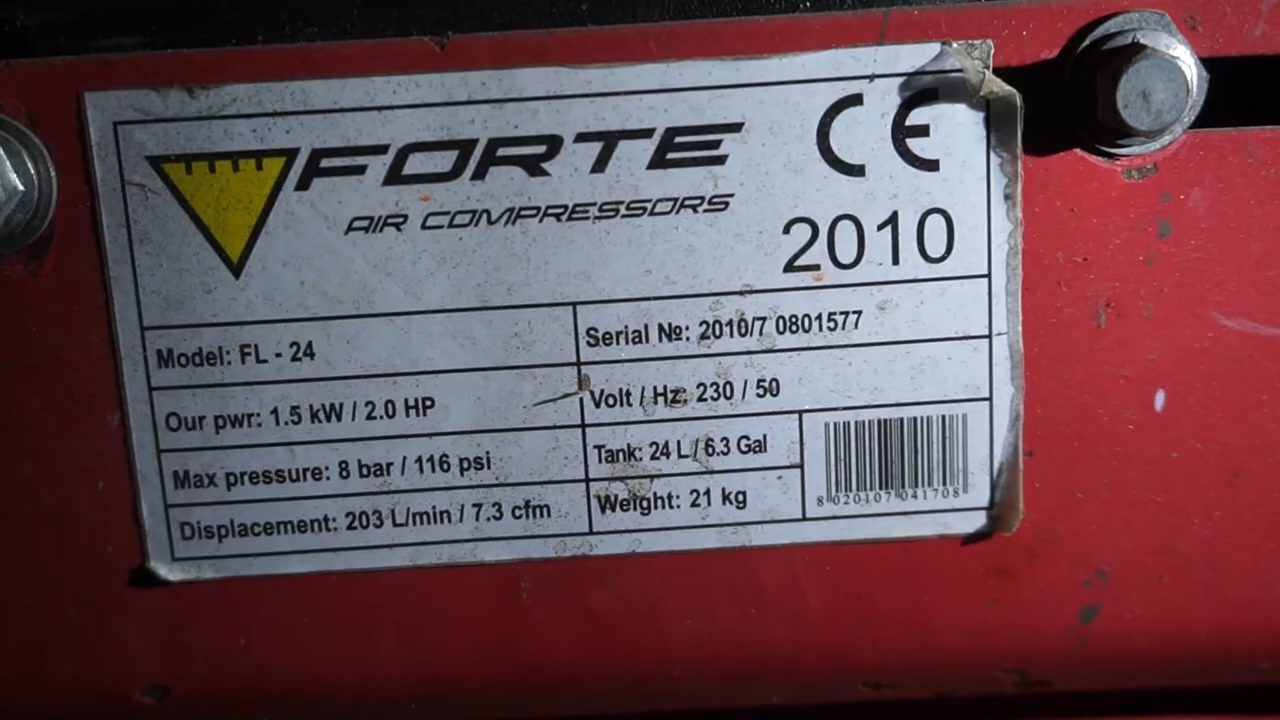 FORTE
AIR COMPRESSORS
CE
2010
Model: FL - 24
Serial №: 2010/7 0801577
Our pwr: 1.5 kW / 2.0 HP
Volt / Hz: 230 / 50
Max pressure: 8 bar / 116 psi
Tank: 24 L / 6.3 Gal
Displacement: 203 L/min / 7.3 cfm
Weight: 21 kg
8 020107 041708